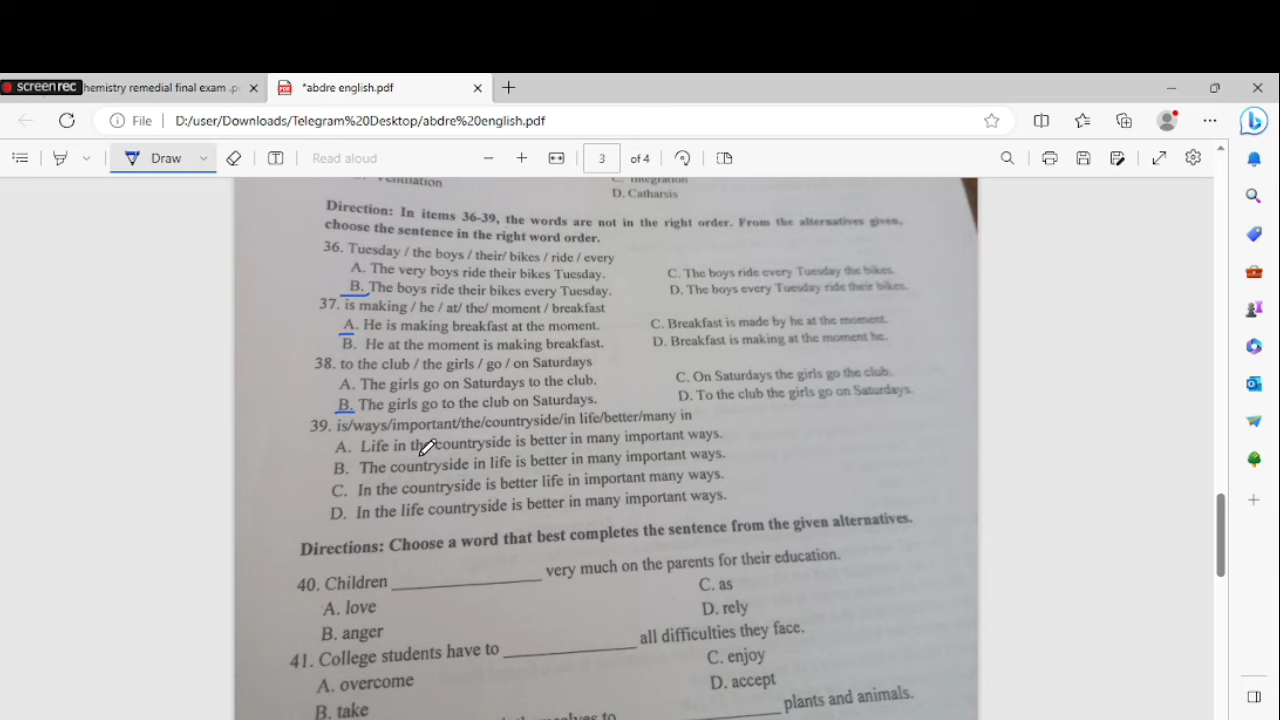 screenrec
hemistry remedial final exam .p
*abdre english.pdf
File
D:/user/Downloads/Telegram%20Desktop/abdre%20english.pdf
Draw
Read aloud
3
of 4
Ventilation
C. Integration
D. Catharsis
Direction: In items 36-39, the words are not in the right order. From the alternatives given,
choose the sentence in the right word order.
36. Tuesday / the boys / their/ bikes / ride / every
A. The very boys ride their bikes Tuesday.
C. The boys ride every Tuesday the bikes.
B. The boys ride their bikes every Tuesday.
D. The boys every Tuesday ride their bikes.
37. is making / he / at/ the/ moment / breakfast
A. He is making breakfast at the moment.
C. Breakfast is made by he at the moment.
B. He at the moment is making breakfast.
D. Breakfast is making at the moment he.
38. to the club / the girls / go / on Saturdays
A. The girls go on Saturdays to the club.
C. On Saturdays the girls go the club.
B. The girls go to the club on Saturdays.
D. To the club the girls go on Saturdays.
39. is/ways/important/the/countryside/in life/better/many in
A. Life in the countryside is better in many important ways.
B. The countryside in life is better in many important ways.
C. In the countryside is better life in important many ways.
D. In the life countryside is better in many important ways.
Directions: Choose a word that best completes the sentence from the given alternatives.
40. Children ____________ very much on the parents for their education.
A. love
C. as
B. anger
D. rely
41. College students have to ____________ all difficulties they face.
A. overcome
C. enjoy
B. take
D. accept
themselves to ____________ plants and animals.